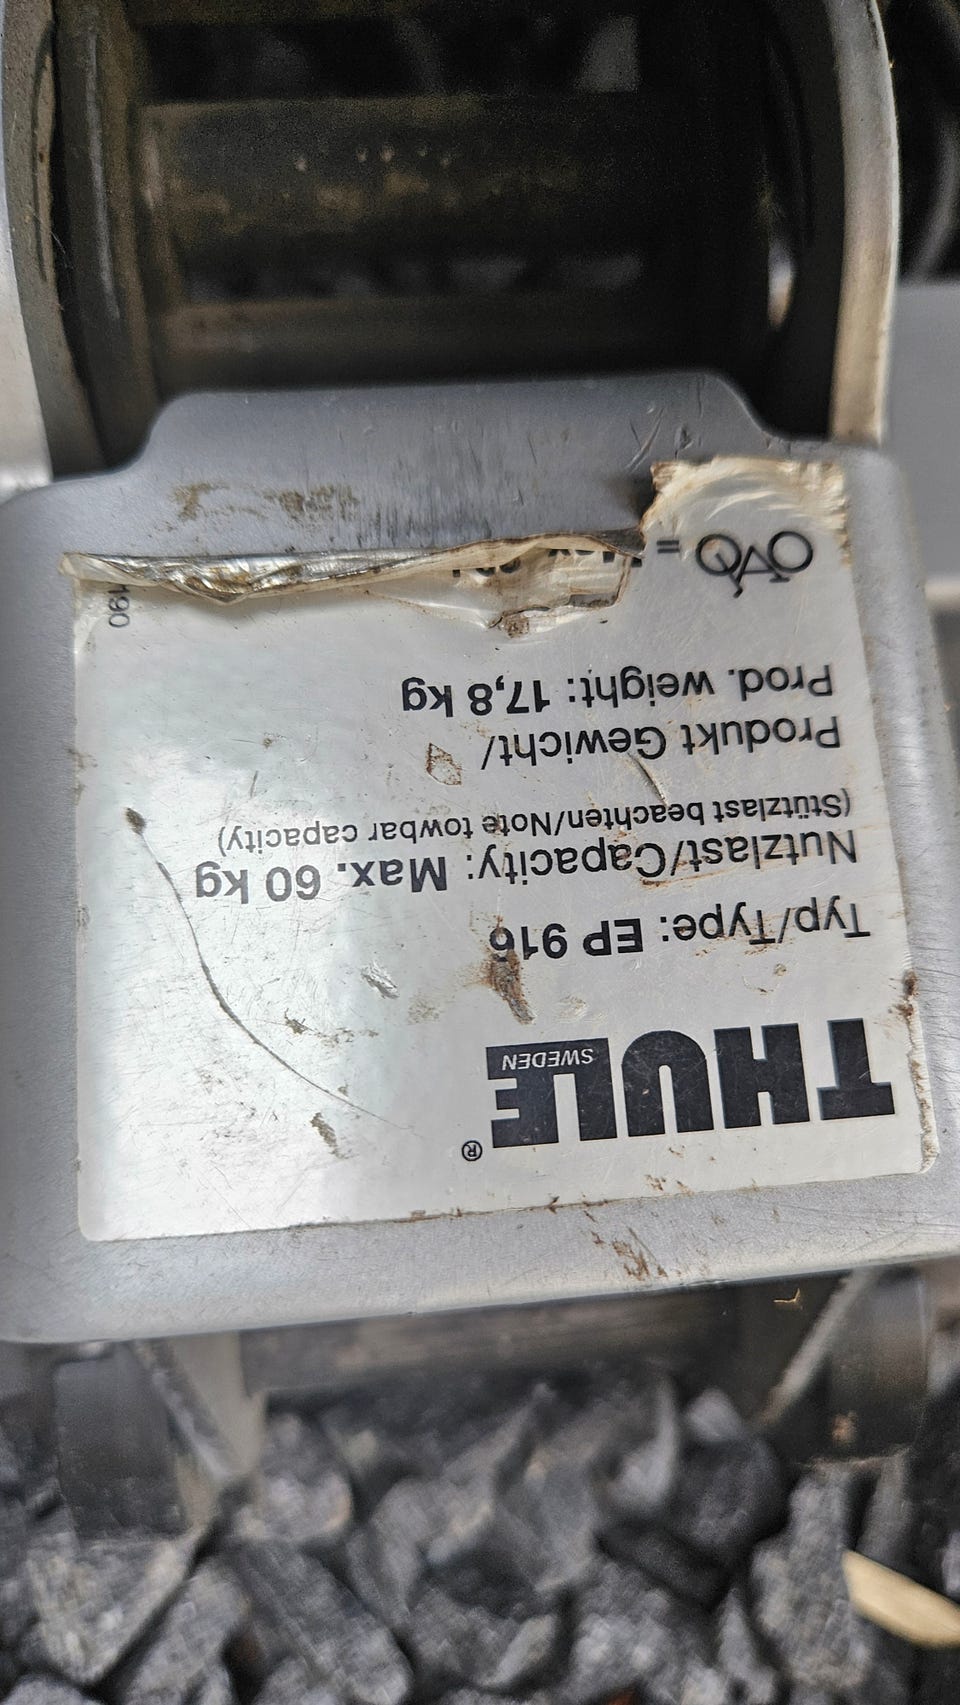 THULE®
SWEDEN
Typ/Type: EP 916
Nutzlast/Capacity: Max. 60 kg
(Stützlast beachten/Note towbar capacity)
Produkt Gewicht/
Prod. weight: 17,8 kg
=
190